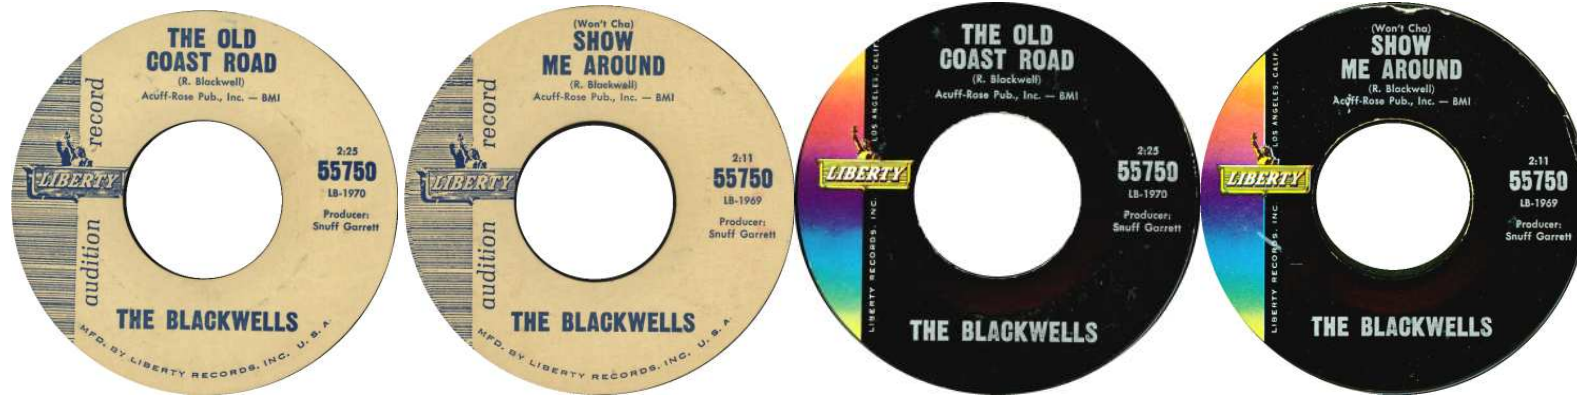 THE OLD
COAST ROAD
(R. Blackwell)
Acuff-Rose Pub., Inc. — BMI
audition record
LIBERTY
2:25
55750
LB-1970
Producer:
Snuff Garrett
THE BLACKWELLS
MFD. BY LIBERTY RECORDS, INC. U. S. A.
(Won't Cha)
SHOW
ME AROUND
(R. Blackwell)
Acuff-Rose Pub., Inc. — BMI
audition record
LIBERTY
2:11
55750
LB-1969
Producer:
Snuff Garrett
THE BLACKWELLS
MFD. BY LIBERTY RECORDS, INC. U. S. A.
THE OLD
COAST ROAD
(R. Blackwell)
Acuff-Rose Pub., Inc. — BMI
LIBERTY RECORDS, INC. LOS ANGELES, CALIF.
LIBERTY
2:25
55750
LB-1970
Producer:
Snuff Garrett
THE BLACKWELLS
(Won't Cha)
SHOW
ME AROUND
(R. Blackwell)
Acuff-Rose Pub., Inc. — BMI
LIBERTY RECORDS, INC. LOS ANGELES, CALIF.
LIBERTY
2:11
55750
LB-1969
Producer:
Snuff Garrett
THE BLACKWELLS